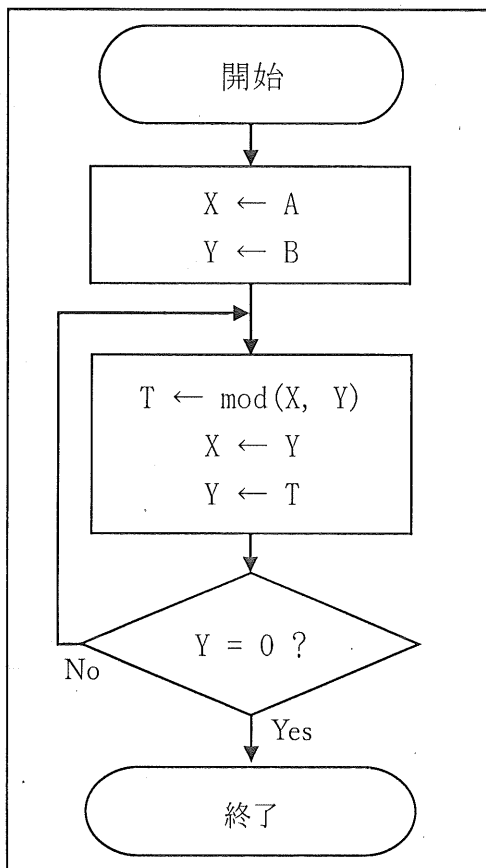 開始
X ← A
Y ← B
T ← mod(X, Y)
X ← Y
Y ← T
Y = 0 ?
No
Yes
終了